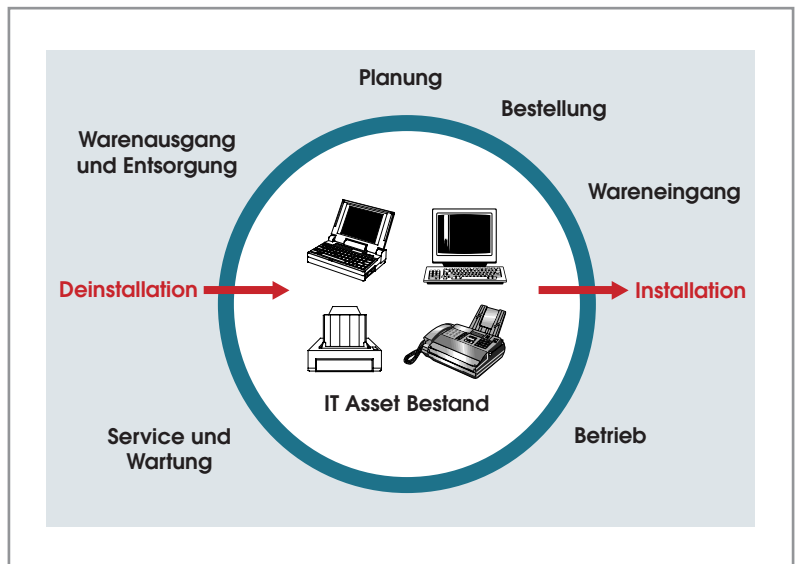 Planung
Bestellung
Warenausgang
und Entsorgung
Wareneingang
Deinstallation
Installation
IT Asset Bestand
Service und
Wartung
Betrieb